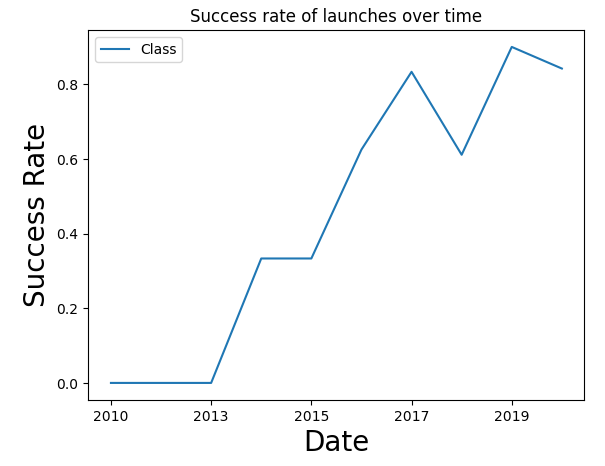 Success rate of launches over time
Class
Success Rate
0.8
0.6
0.4
0.2
0.0
2010 2013 2015 2017 2019
Date